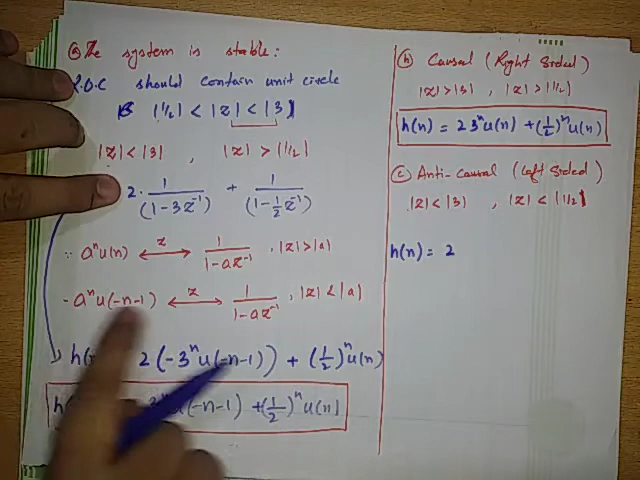 (a) The system is stable:
R.O.C should contain unit circle
is |1/2| < |z| < |3|
|z| < |3| , |z| > |1/2|
2. 1/(1-3z⁻¹) + 1/(1-½z⁻¹)
∵ aⁿu(n) ⟷ᶻ 1/(1-az⁻¹) , |z| > |a|
- aⁿu(-n-1) ⟷ᶻ 1/(1-az⁻¹) , |z| < |a|
2(-3ⁿu(-n-1)) + (½)ⁿu(n)
u(-n-1) + (½)ⁿu(n)
(b) Causal (Right Sided)
|z| > |3| , |z| > |1/2|
h(n) = 2 3ⁿu(n) + (½)ⁿu(n)
(c) Anti-Causal (Left Sided)
|z| < |3| , |z| < |1/2|
h(n) = 2